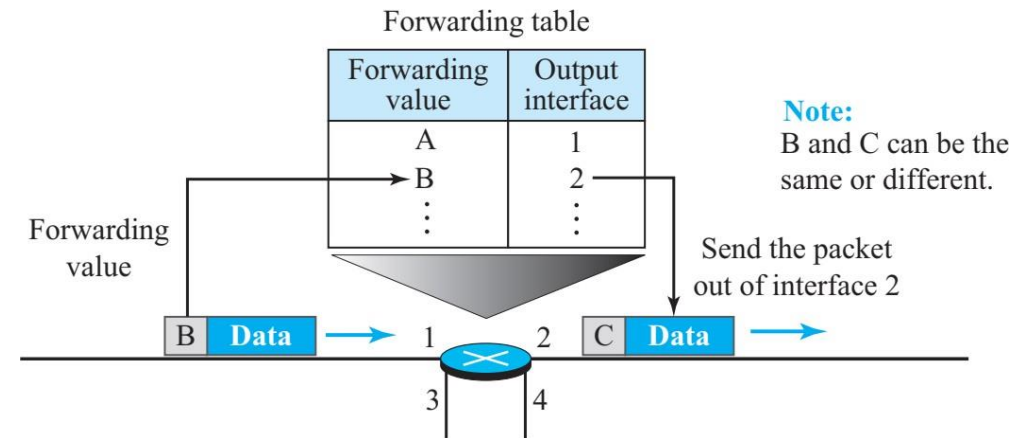 Forwarding table
Forwarding
value
Output
interface
A 1
B 2
Note:
B and C can be the
same or different.
Forwarding
value
Send the packet
out of interface 2
B Data
1 2
C Data
3 4